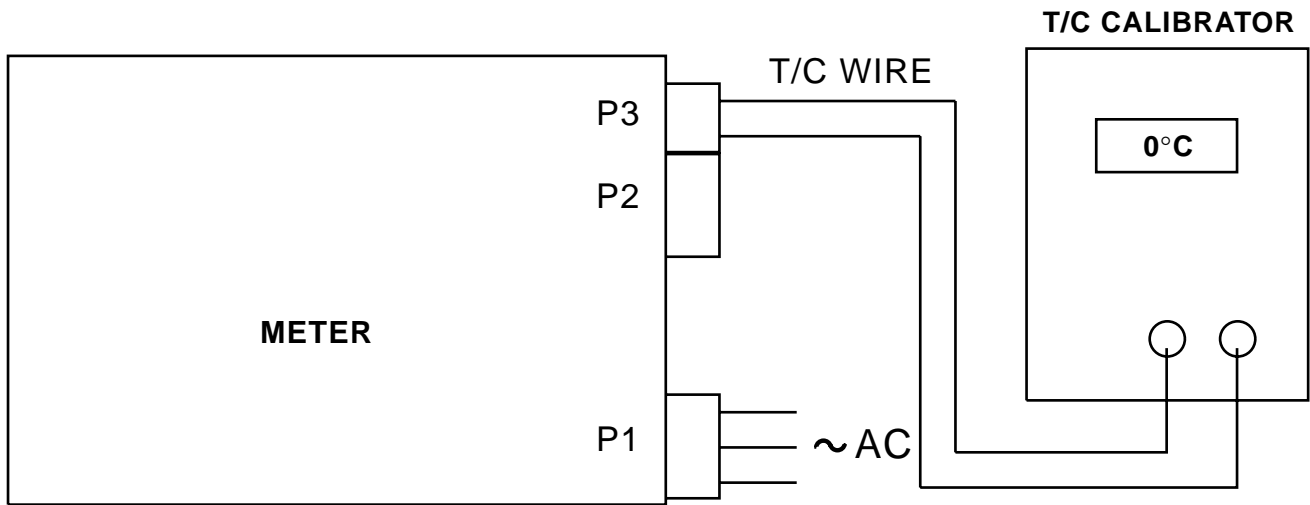 T/C CALIBRATOR
T/C WIRE
P3
0°C
P2
METER
P1
~ AC